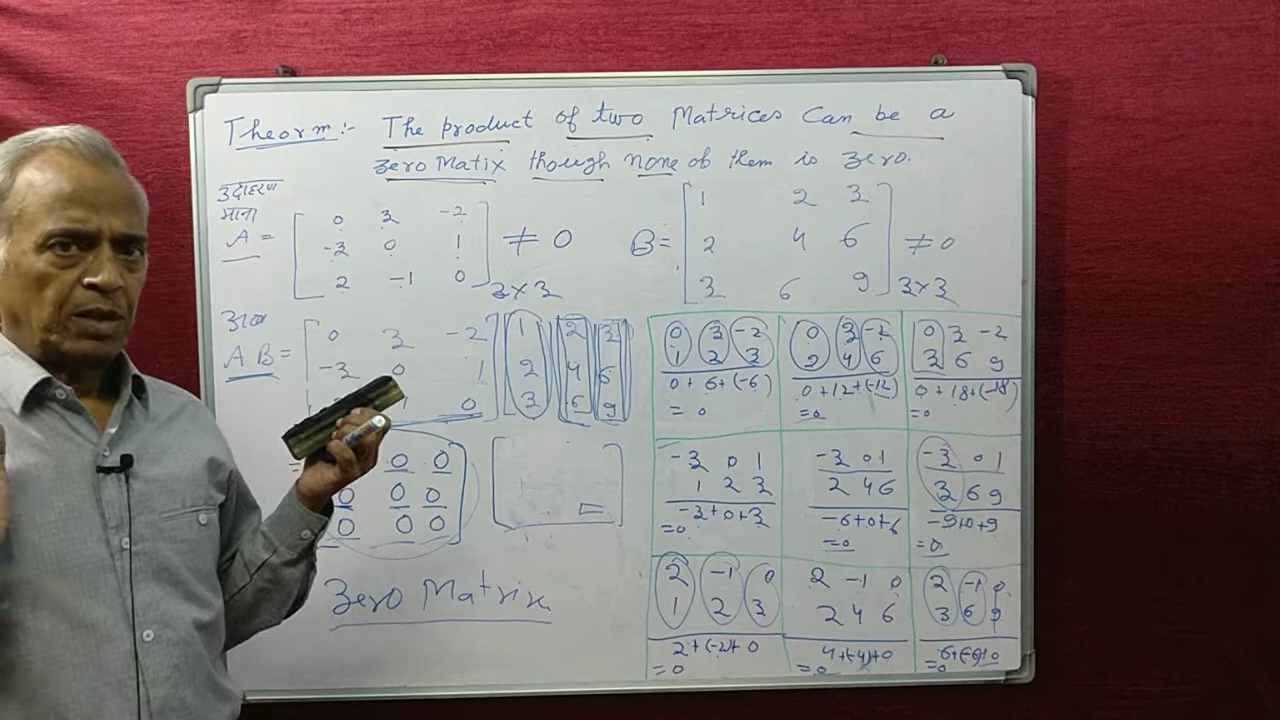 Theorm:- The product of two Matrices Can be a
zero Matix though none of them is zero.
उदाहरण
माना
A = [ 0 3 -2 ] ≠ 0 B = [ 1 2 3 ] ≠ 0
-3 0 1 2 4 6
2 -1 0 3×3 3 6 9 3×3
अतः
AB = [ 0 3 -2 ] [ 1 2 3 ]
-3 0 1 2 4 6
0 3 6 9
= 0 0
0 0 0
0 0 0
Zero Matrix
0 3 -2
1 2 3
0 + 6 + (-6)
= 0
0 3 -2
2 4 6
0 + 12 + (-12)
= 0
0 3 -2
3 6 9
0 + 18 + (-18)
= 0
-3 0 1
1 2 3
-3 + 0 + 3
= 0
-3 0 1
2 4 6
-6 + 0 + 6
= 0
-3 0 1
3 6 9
-9 + 0 + 9
= 0
2 -1 0
1 2 3
2 + (-2) + 0
= 0
2 -1 0
2 4 6
4 + (-4) + 0
= 0
2 -1 0
3 6 9
6 + (-6) + 0
= 0